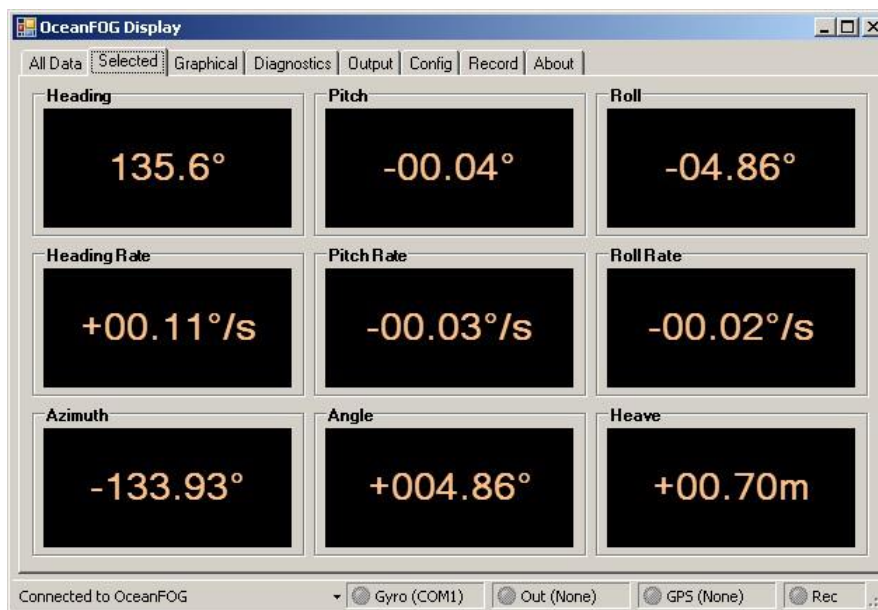 OceanFOG Display
All Data Selected Graphical Diagnostics Output Config Record About
Heading Pitch Roll
135.6° -00.04° -04.86°
Heading Rate Pitch Rate Roll Rate
+00.11°/s -00.03°/s -00.02°/s
Azimuth Angle Heave
-133.93° +004.86° +00.70m
Connected to OceanFOG Gyro (COM1) Out (None) GPS (None) Rec